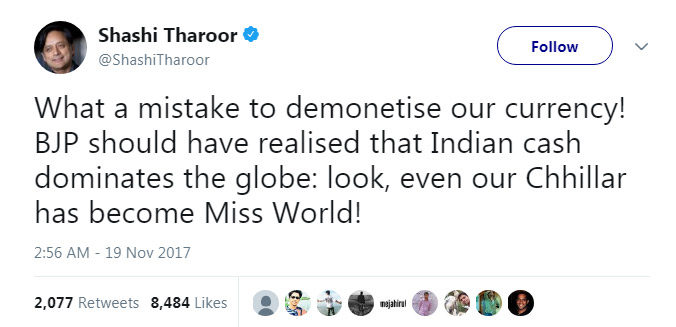 Shashi Tharoor
@ShashiTharoor
Follow
What a mistake to demonetise our currency!
BJP should have realised that Indian cash
dominates the globe: look, even our Chhillar
has become Miss World!
2:56 AM - 19 Nov 2017
2,077 Retweets 8,484 Likes
mojahirul